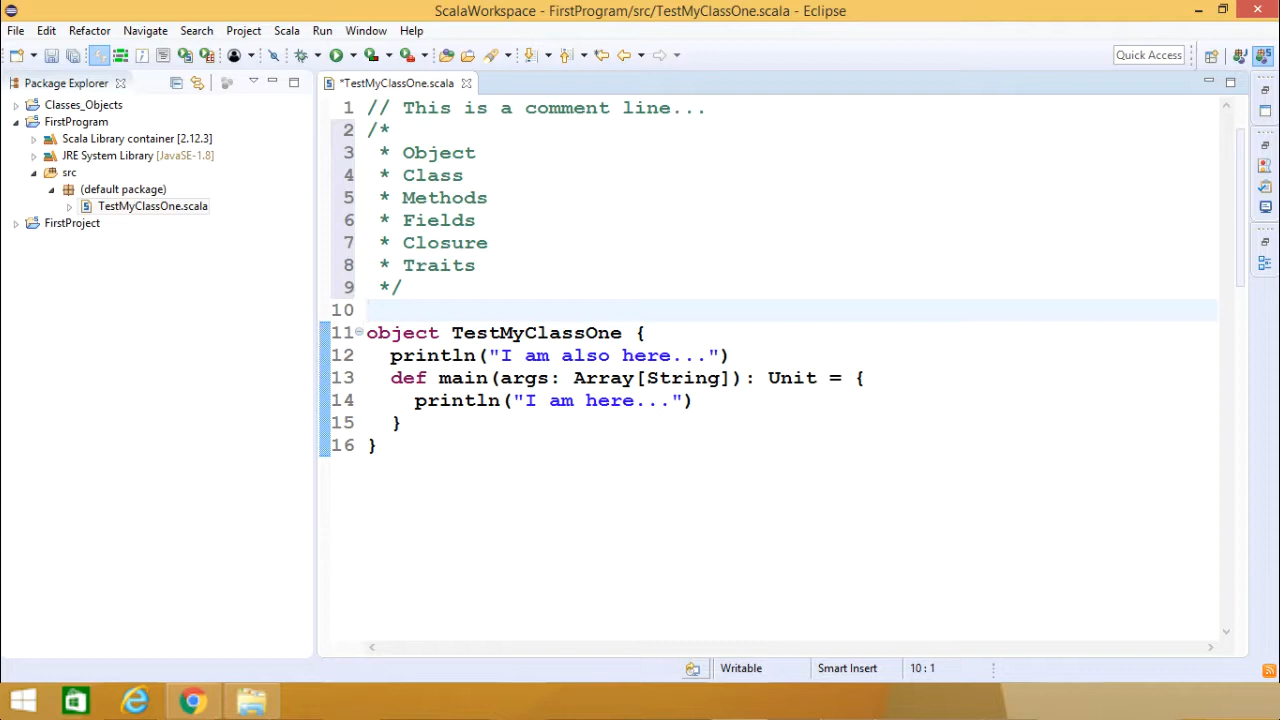 ScalaWorkspace - FirstProgram/src/TestMyClassOne.scala - Eclipse
File Edit Refactor Navigate Search Project Scala Run Window Help
Quick Access
Package Explorer
*TestMyClassOne.scala
Classes_Objects
FirstProgram
Scala Library container [2.12.3]
JRE System Library [JavaSE-1.8]
src
(default package)
TestMyClassOne.scala
FirstProject
1 // This is a comment line...
2 /*
3 * Object
4 * Class
5 * Methods
6 * Fields
7 * Closure
8 * Traits
9 */
10
11 object TestMyClassOne {
12 println("I am also here...")
13 def main(args: Array[String]): Unit = {
14 println("I am here...")
15 }
16 }
Writable Smart Insert 10 : 1